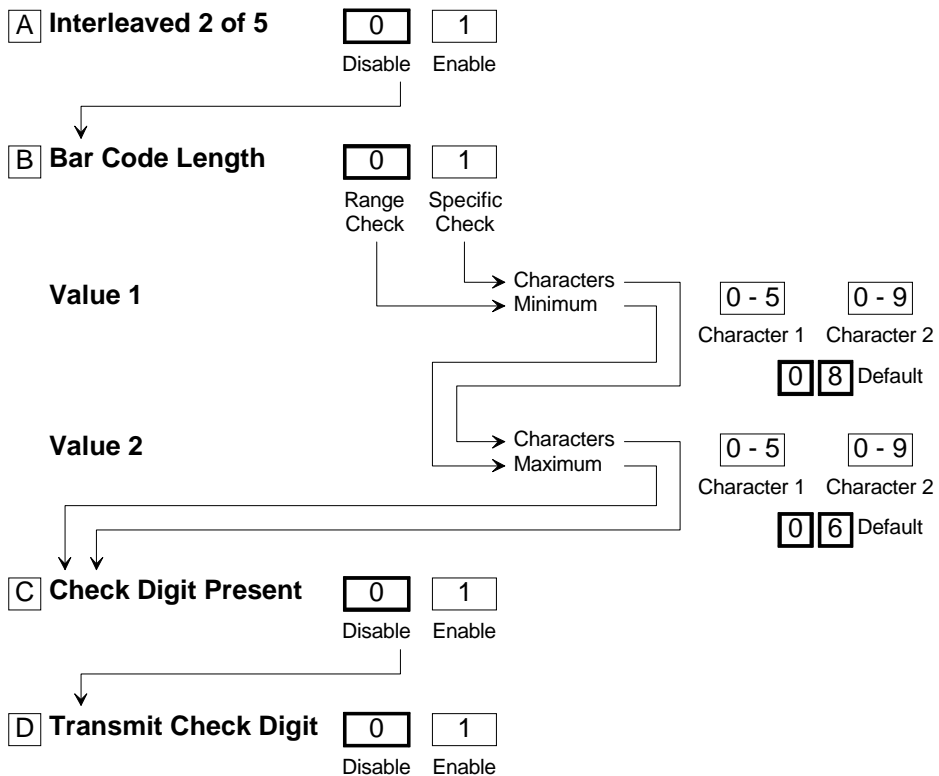 A Interleaved 2 of 5 0 1
Disable Enable
B Bar Code Length 0 1
Range Specific
Check Check
Characters
Value 1 Minimum 0 - 5 0 - 9
Character 1 Character 2
0 8 Default
Characters
Value 2 Maximum 0 - 5 0 - 9
Character 1 Character 2
0 6 Default
C Check Digit Present 0 1
Disable Enable
D Transmit Check Digit 0 1
Disable Enable